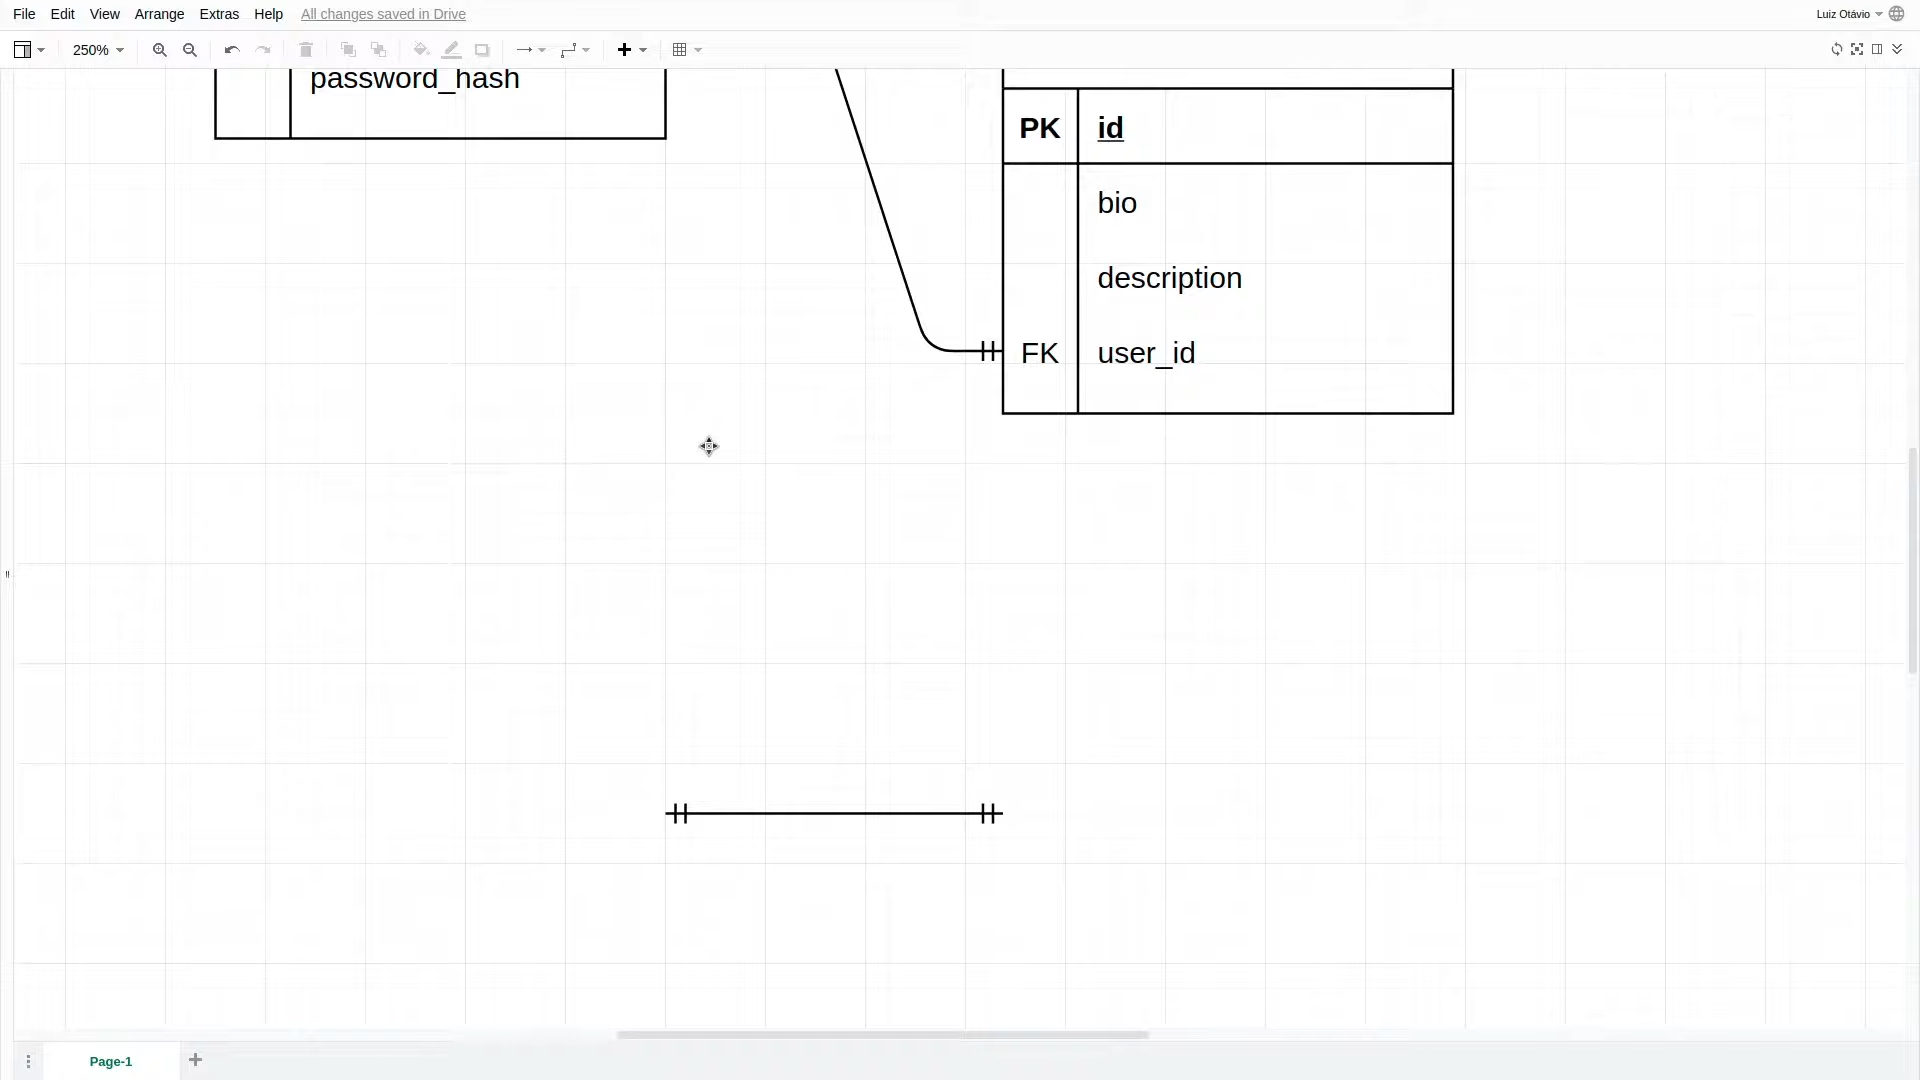 File Edit View Arrange Extras Help All changes saved in Drive Luiz Otávio
250%
password_hash
PK id
bio
description
FK user_id
Page-1